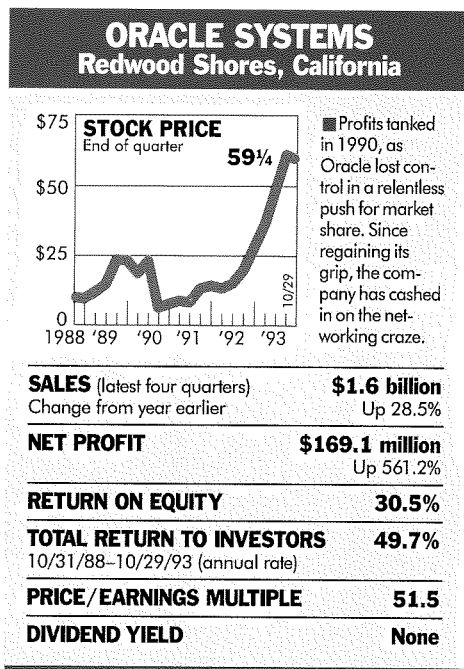 ORACLE SYSTEMS
Redwood Shores, California
STOCK PRICE
End of quarter
59¼
$75
$50
$25
0
10/29
1988 '89 '90 '91 '92 '93
■ Profits tanked
in 1990, as
Oracle lost con-
trol in a relentless
push for market
share. Since
regaining its
grip, the com-
pany has cashed
in on the net-
working craze.
SALES (latest four quarters) $1.6 billion
Change from year earlier Up 28.5%
NET PROFIT $169.1 million
Up 561.2%
RETURN ON EQUITY 30.5%
TOTAL RETURN TO INVESTORS 49.7%
10/31/88–10/29/93 (annual rate)
PRICE/EARNINGS MULTIPLE 51.5
DIVIDEND YIELD None